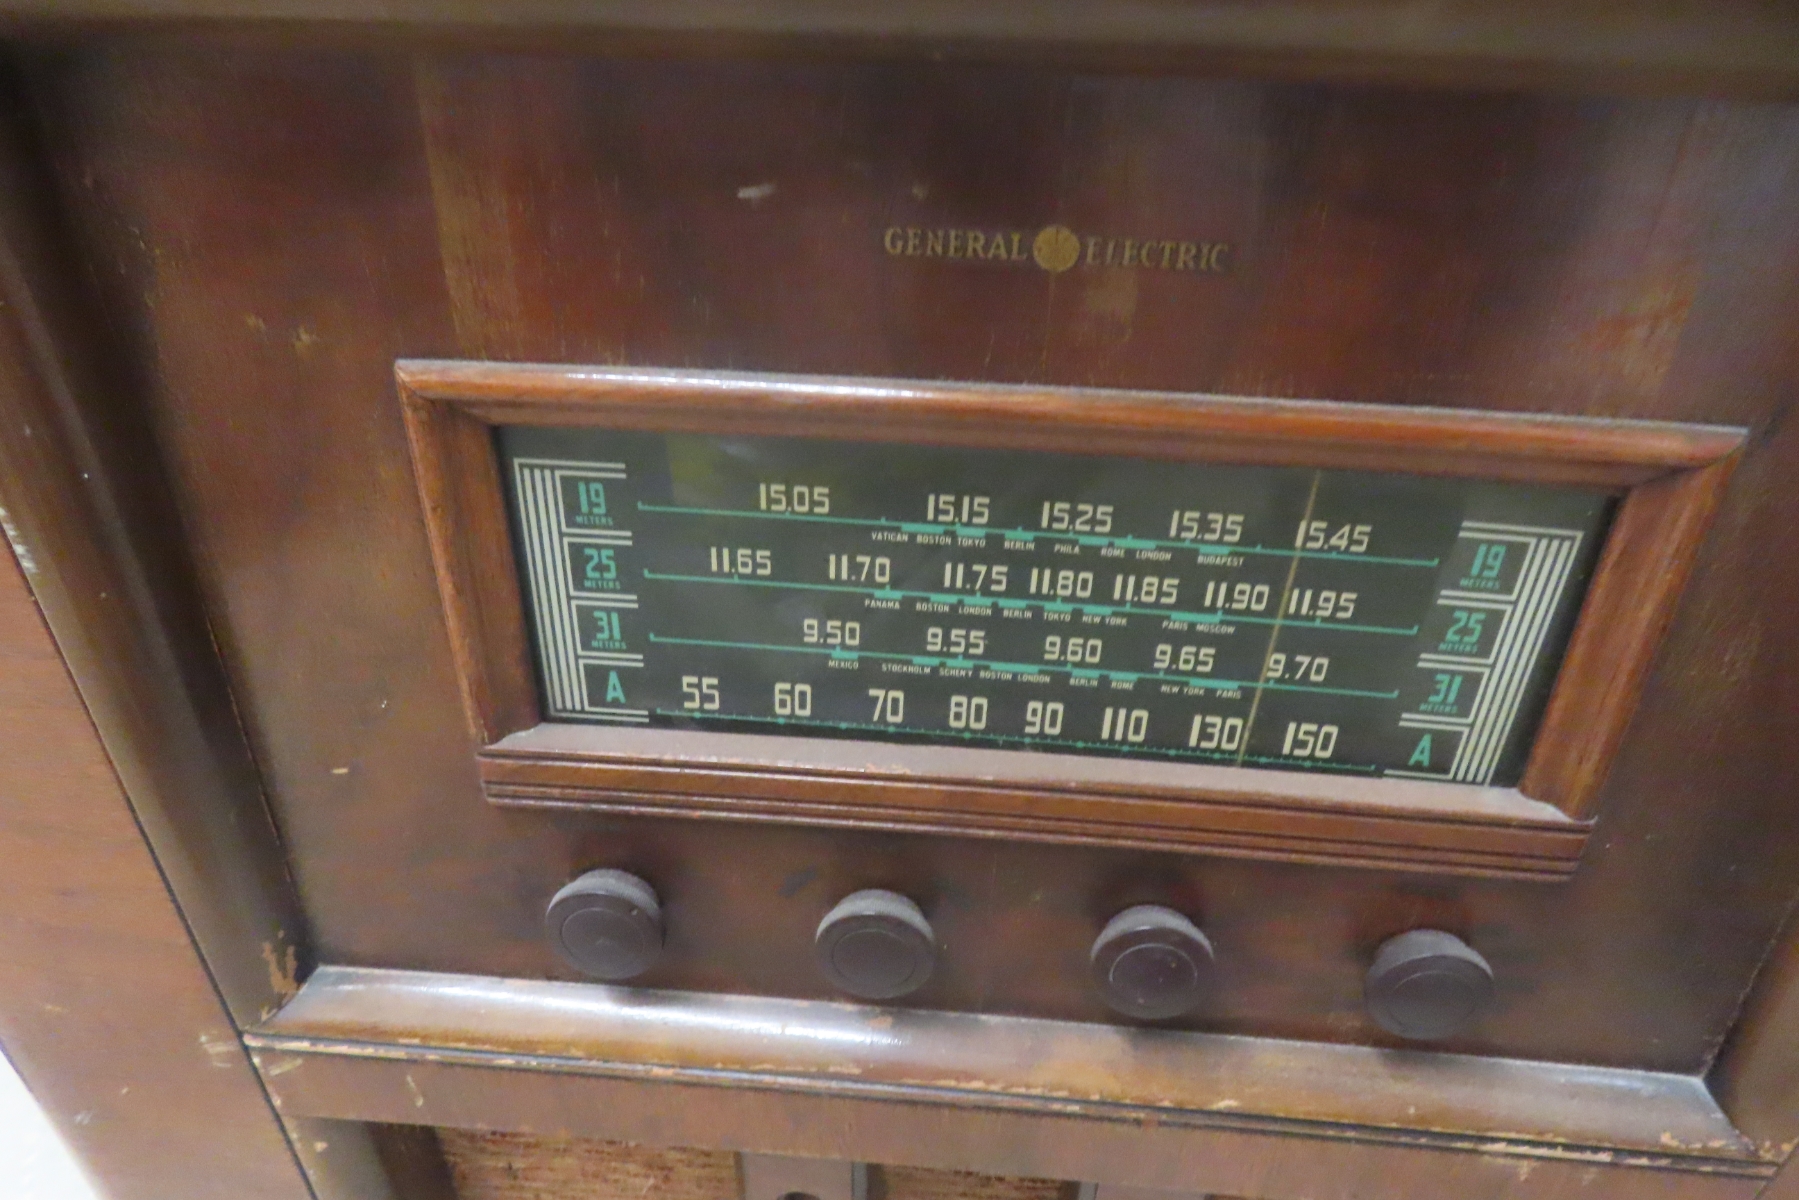 GENERAL ELECTRIC
19 METERS 15.05 15.15 15.25 15.35 15.45 19 METERS
VATICAN BOSTON TOKYO BERLIN PHILA ROME LONDON BUDAPEST
25 METERS 11.65 11.70 11.75 11.80 11.85 11.90 11.95 25 METERS
PANAMA BOSTON LONDON BERLIN TOKYO NEW YORK PARIS MOSCOW
31 METERS 9.50 9.55 9.60 9.65 9.70 31 METERS
MEXICO STOCKHOLM SCHEN'Y BOSTON LONDON BERLIN ROME NEW YORK PARIS
A 55 60 70 80 90 110 130 150 A